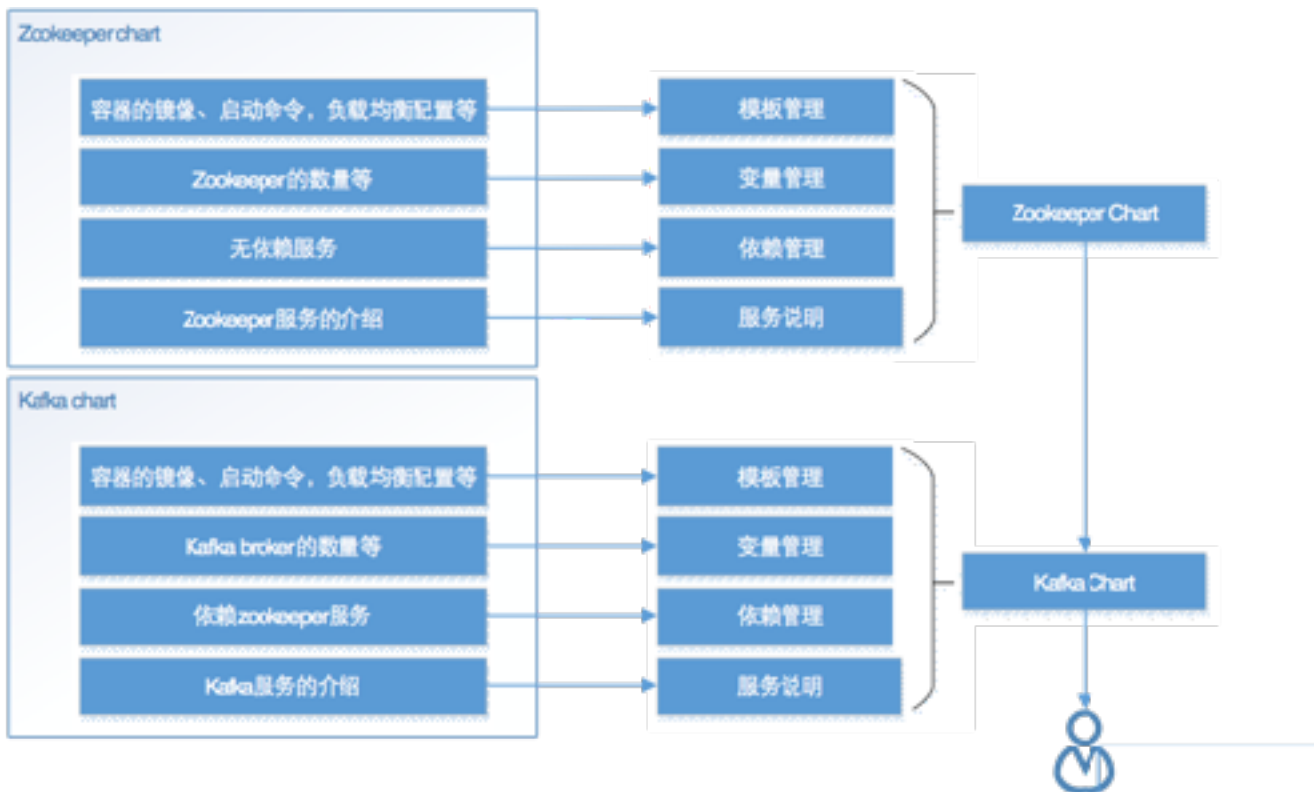 Zookeeper chart
容器的镜像、启动命令，负载均衡配置等
模板管理
Zookeeper的数量等
变量管理
Zookeeper Chart
无依赖服务
依赖管理
Zookeeper服务的介绍
服务说明
Kafka chart
容器的镜像、启动命令，负载均衡配置等
模板管理
Kafka broker的数量等
变量管理
Kafka Chart
依赖zookeeper服务
依赖管理
Kafka服务的介绍
服务说明